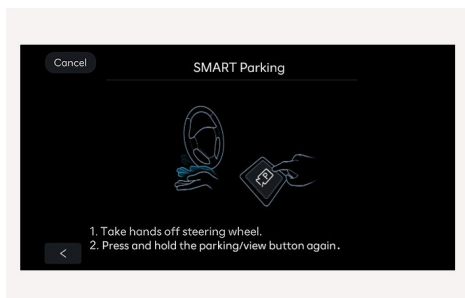 Cancel
SMART Parking
P
1. Take hands off steering wheel.
2. Press and hold the parking/view button again.
<